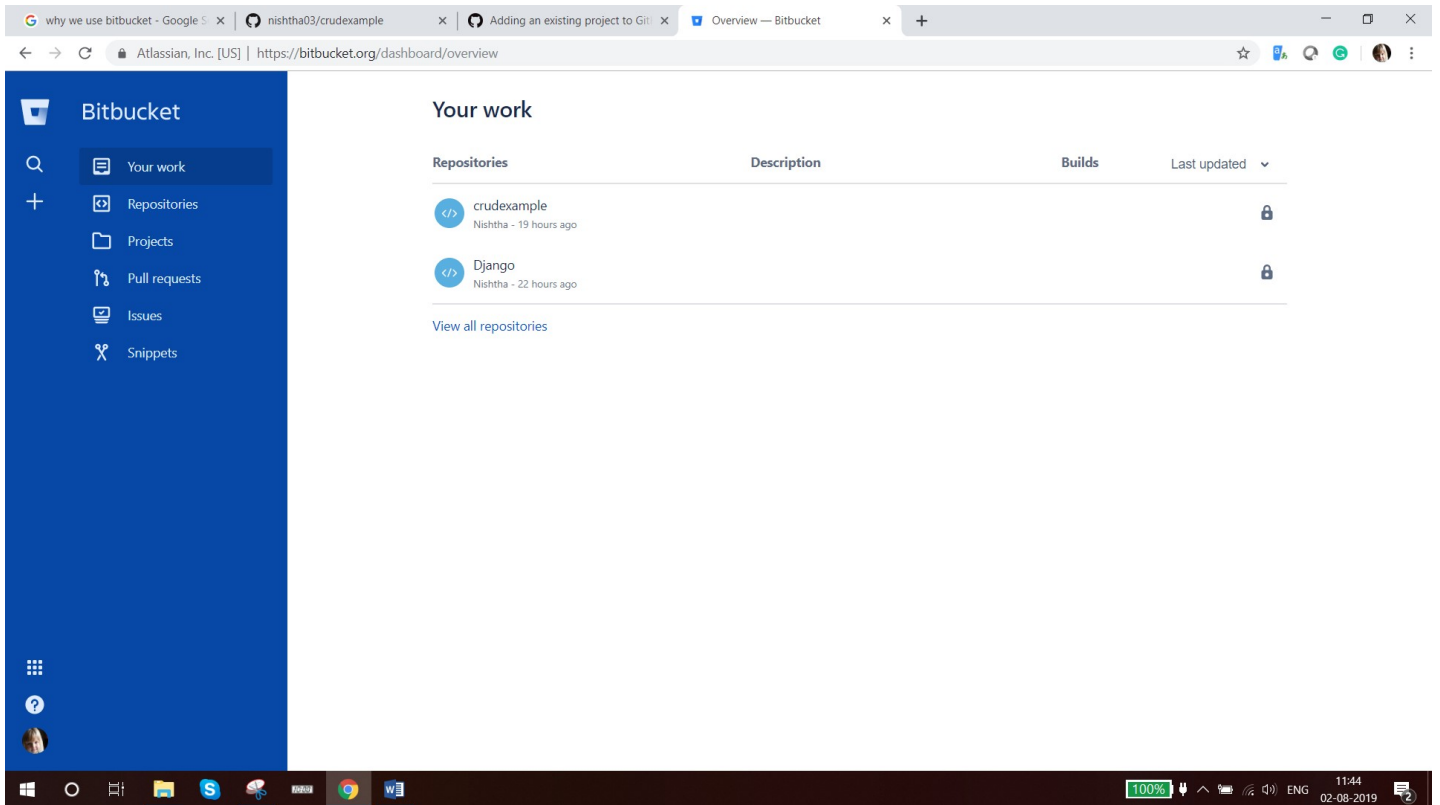 why we use bitbucket - Google S
nishtha03/crudexample
Adding an existing project to Git
Overview — Bitbucket
Atlassian, Inc. [US] | https://bitbucket.org/dashboard/overview
Bitbucket
Your work
Repositories
Projects
Pull requests
Issues
Snippets
Your work
Repositories Description Builds Last updated
crudexample
Nishtha - 19 hours ago
Django
Nishtha - 22 hours ago
View all repositories
100% ENG 11:44
02-08-2019
2